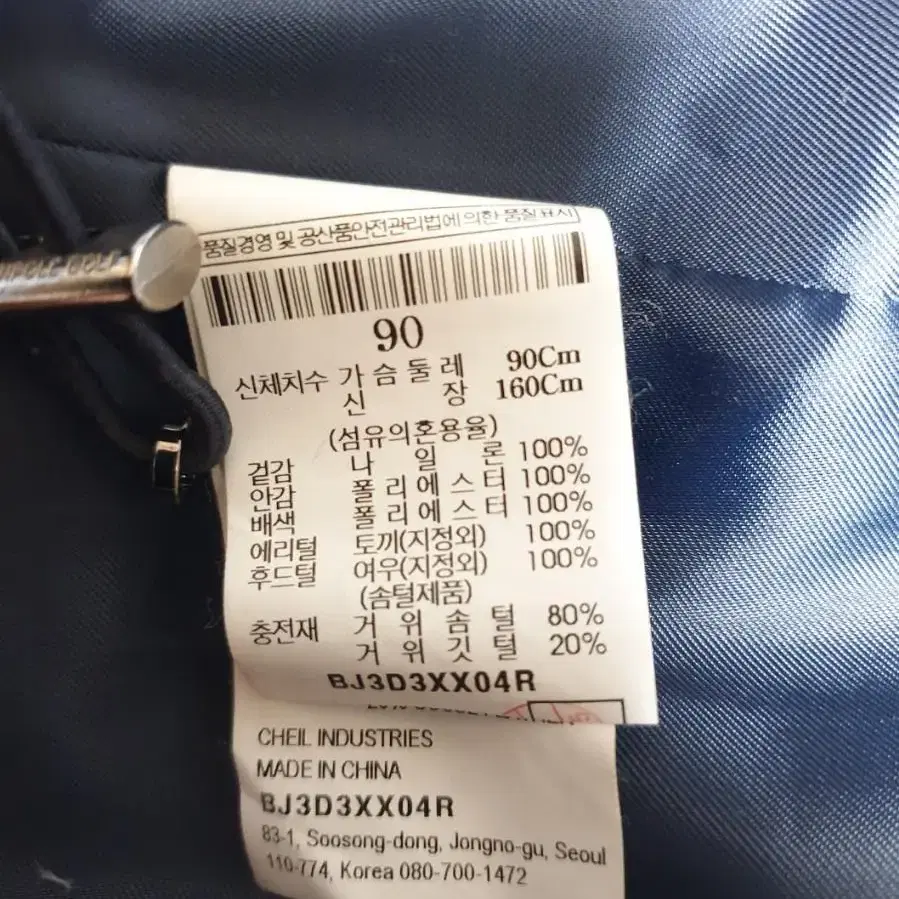 품질경영 및 공산품안전관리법에 의한 품질표시
90
신체치수 가 슴 둘 레 90Cm
신 장 160Cm
(섬유의혼용율)
겉감 나 일 론 100%
안감 폴 리 에 스 터 100%
배색 폴 리 에 스 터 100%
에리털 토끼(지정외) 100%
후드털 여우(지정외) 100%
(솜털제품)
충전재 거 위 솜 털 80%
거 위 깃 털 20%
BJ3D3XX04R
CHEIL INDUSTRIES
MADE IN CHINA
BJ3D3XX04R
83-1, Soosong-dong, Jongno-gu, Seoul
110-774, Korea 080-700-1472